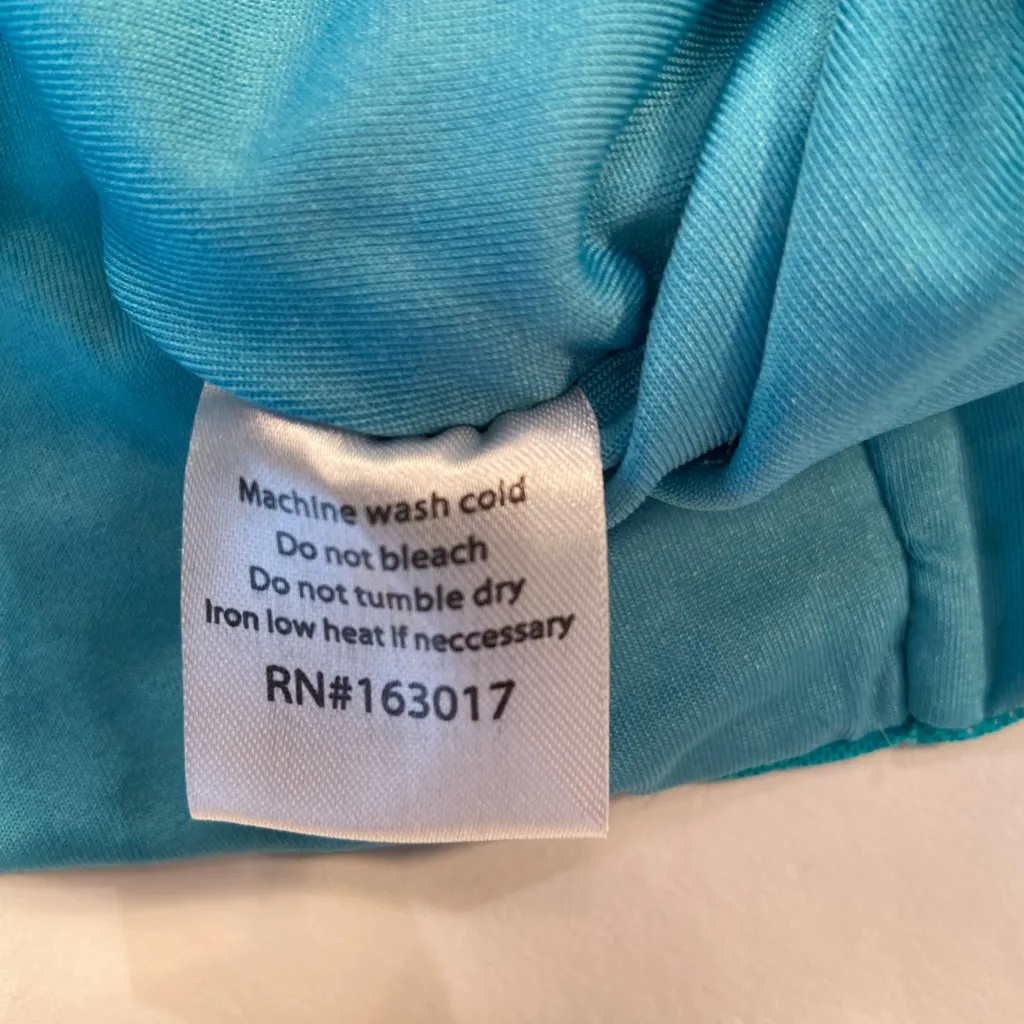 Machine wash cold
Do not bleach
Do not tumble dry
Iron low heat if neccessary
RN#163017